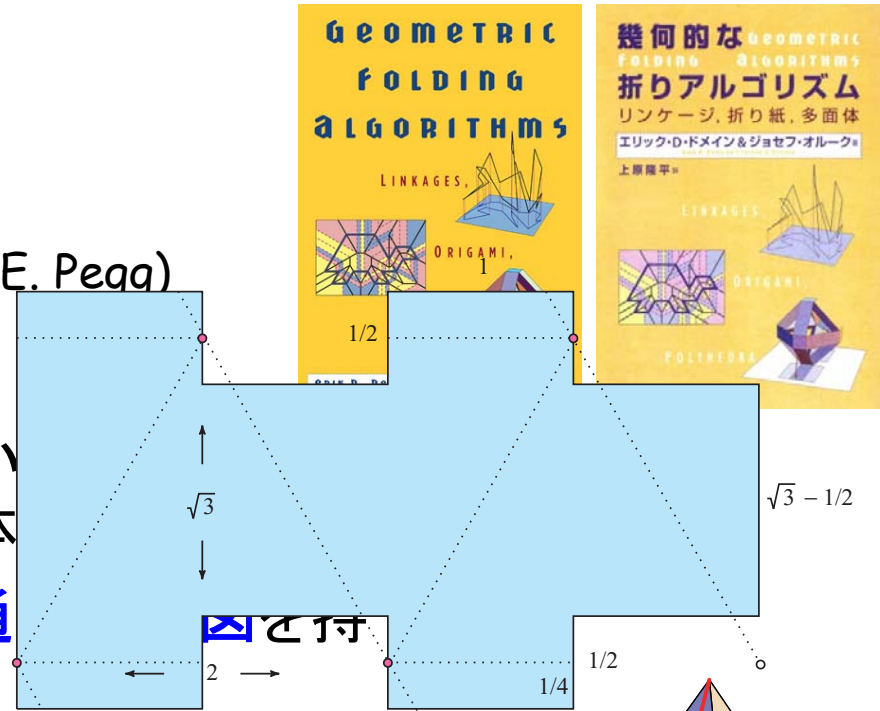 GEOMETRIC
FOLDING
ALGORITHMS
LINKAGES,
ORIGAMI,
幾何的な
GEOMETRIC
FOLDING ALGORITHMS
折りアルゴリズム
リンケージ, 折り紙, 多面体
エリック・D・ドメイン&ジョセフ・オルーク
上原隆平
LINKAGES,
ORIGAMI,
POLYHEDRA
E. Pegg)
1
1/2
√3
√3 – 1/2
図を持
2
1/2
1/4